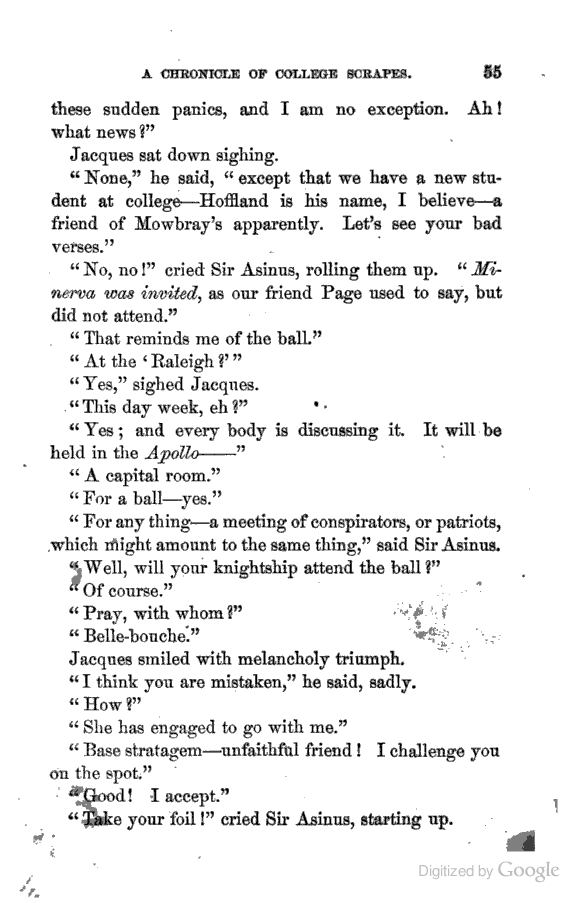 A CHRONICLE OF COLLEGE SCRAPES. 55
these sudden panics, and I am no exception. Ah!
what news?”
Jacques sat down sighing.
“None,” he said, “except that we have a new stu-
dent at college—Hoffland is his name, I believe—a
friend of Mowbray’s apparently. Let’s see your bad
verses.”
“No, no!” cried Sir Asinus, rolling them up. “Mi-
nerva was invited, as our friend Page used to say, but
did not attend.”
“That reminds me of the ball.”
“At the ‘Raleigh?’”
“Yes,” sighed Jacques.
“This day week, eh?”
“Yes; and every body is discussing it. It will be
held in the Apollo——”
“A capital room.”
“For a ball—yes.”
“For any thing—a meeting of conspirators, or patriots,
which might amount to the same thing,” said Sir Asinus.
“Well, will your knightship attend the ball?”
“Of course.”
“Pray, with whom?”
“Belle-bouche.”
Jacques smiled with melancholy triumph.
“I think you are mistaken,” he said, sadly.
“How?”
“She has engaged to go with me.”
“Base stratagem—unfaithful friend! I challenge you
on the spot.”
“Good! I accept.”
“Take your foil!” cried Sir Asinus, starting up.
Digitized by Google